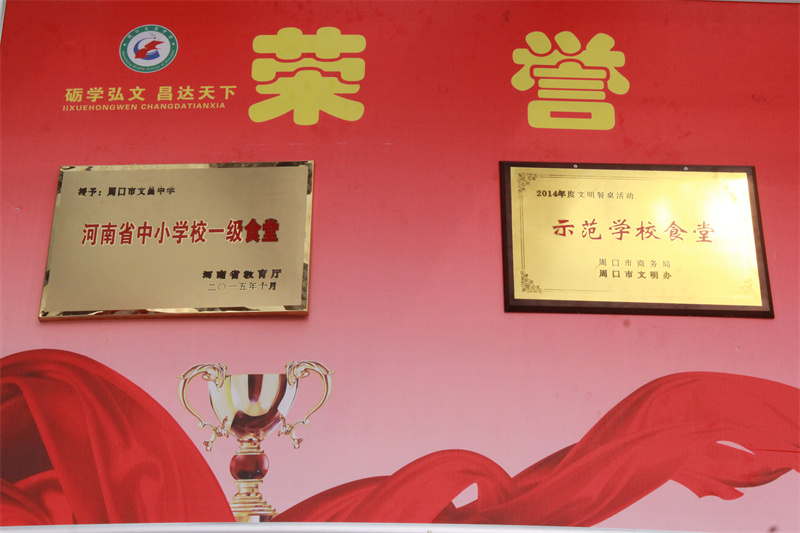 荣 誉
砺学弘文 昌达天下
lIXUEHONGWEN CHANGDATIANXIA
授予：周口市文昌中学
河南省中小学校一级食堂
河南省教育厅
二〇一五年十月
2014年度文明餐桌活动
示范学校食堂
周口市商务局
周口市文明办